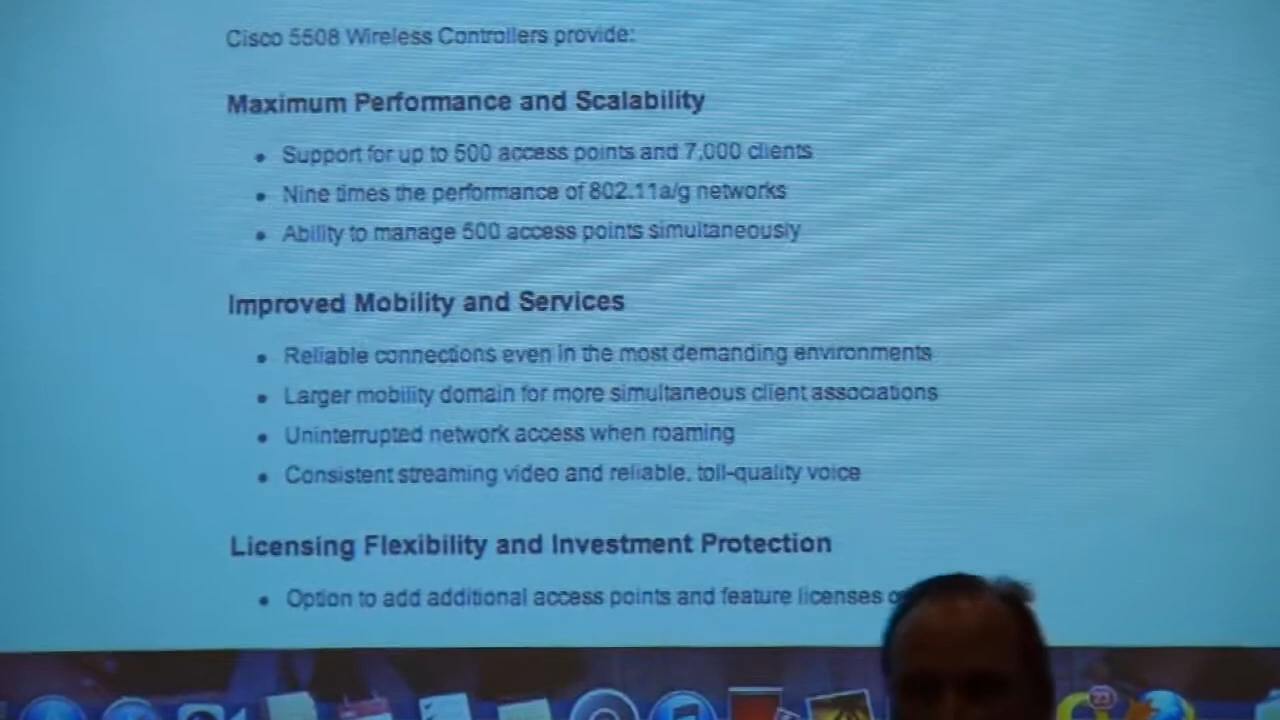 Cisco 5508 Wireless Controllers provide:
Maximum Performance and Scalability
• Support for up to 500 access points and 7,000 clients
• Nine times the performance of 802.11a/g networks
• Ability to manage 500 access points simultaneously
Improved Mobility and Services
• Reliable connections even in the most demanding environments
• Larger mobility domain for more simultaneous client associations
• Uninterrupted network access when roaming
• Consistent streaming video and reliable, toll-quality voice
Licensing Flexibility and Investment Protection
• Option to add additional access points and feature licenses